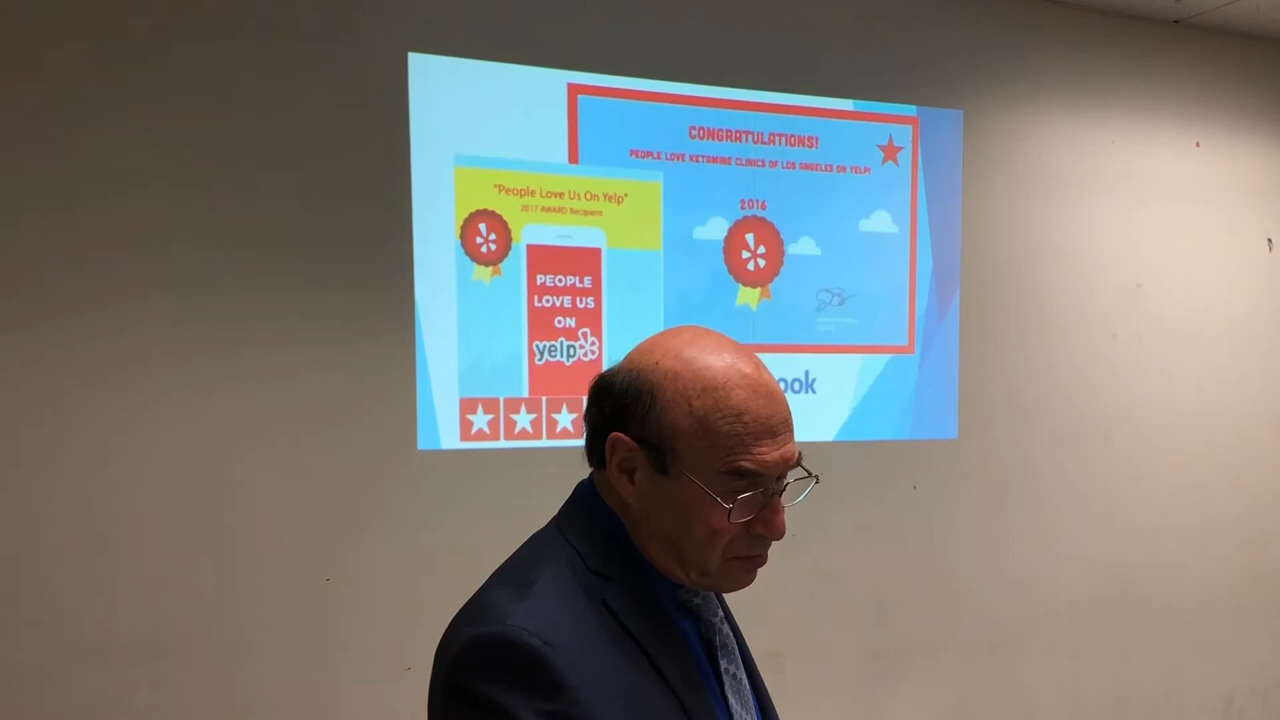 CONGRATULATIONS!
PEOPLE LOVE KETAMINE CLINICS OF LOS ANGELES ON YELP!
2016
"People Love Us On Yelp"
2017 AWARD Recipient
PEOPLE
LOVE US
ON
yelp
ook